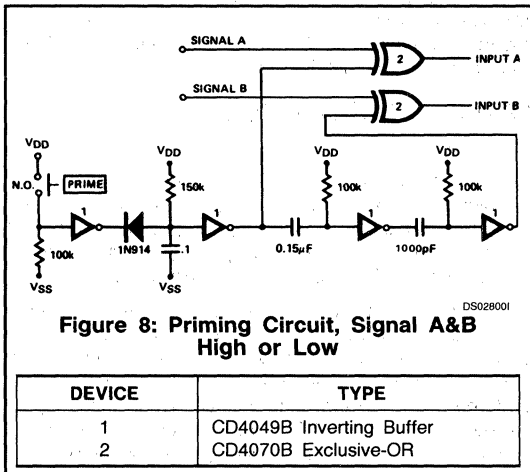 SIGNAL A
2
INPUT A
SIGNAL B
2
INPUT B
VDD
N.O.
PRIME
VDD
150k
VDD
100k
VDD
100k
1
1N914
1
1
1
100k
.1
0.15μF
1000pF
VSS
VSS
DS02800I
Figure 8: Priming Circuit, Signal A&B
High or Low
DEVICE TYPE
1 CD4049B Inverting Buffer
2 CD4070B Exclusive-OR